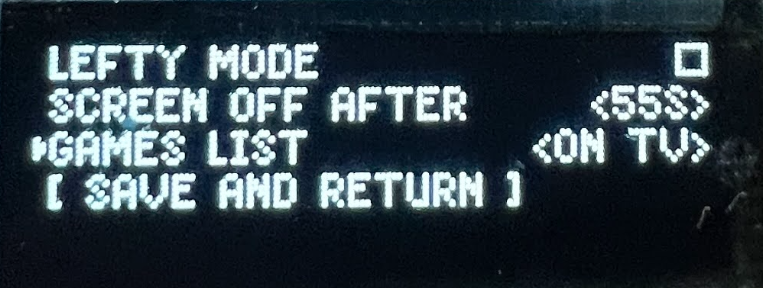 LEFTY MODE
SCREEN OFF AFTER <55S>
GAMES LIST <ON TV>
[ SAVE AND RETURN ]